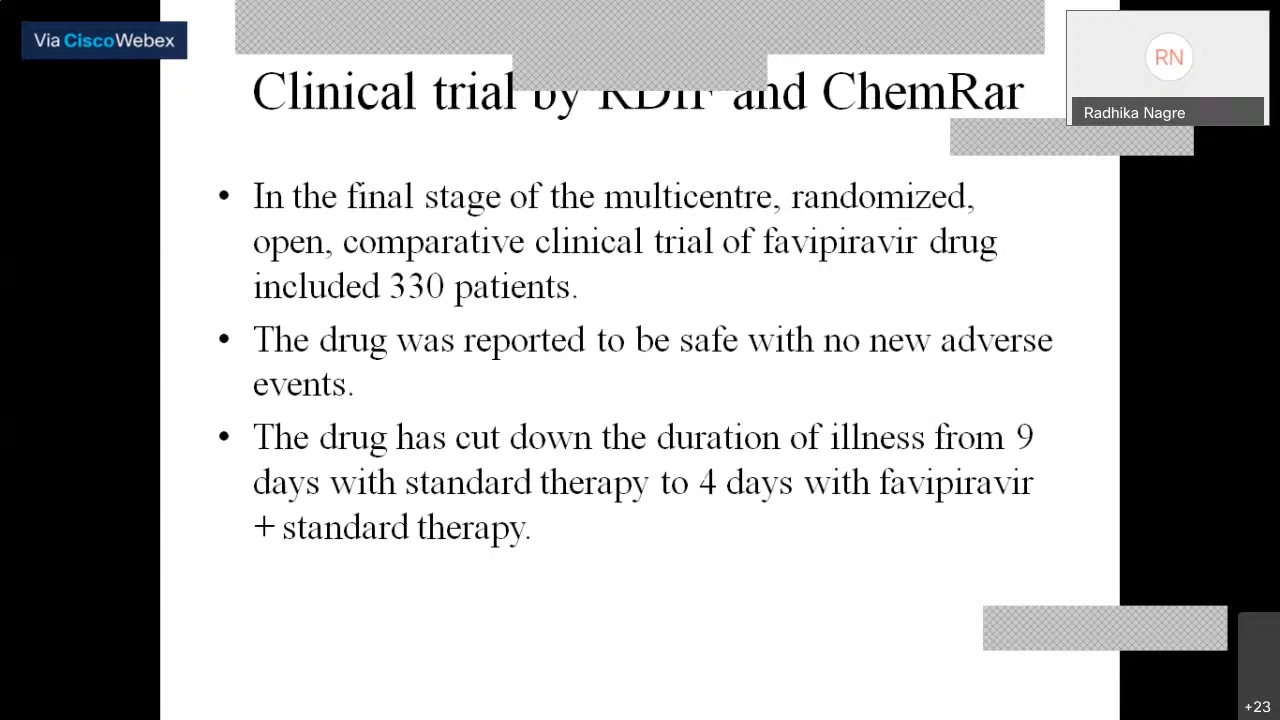 Via CiscoWebex
RN
Radhika Nagre
Clinical trial by RDIF and ChemRar
• In the final stage of the multicentre, randomized,
open, comparative clinical trial of favipiravir drug
included 330 patients.
• The drug was reported to be safe with no new adverse
events.
• The drug has cut down the duration of illness from 9
days with standard therapy to 4 days with favipiravir
+ standard therapy.
+23